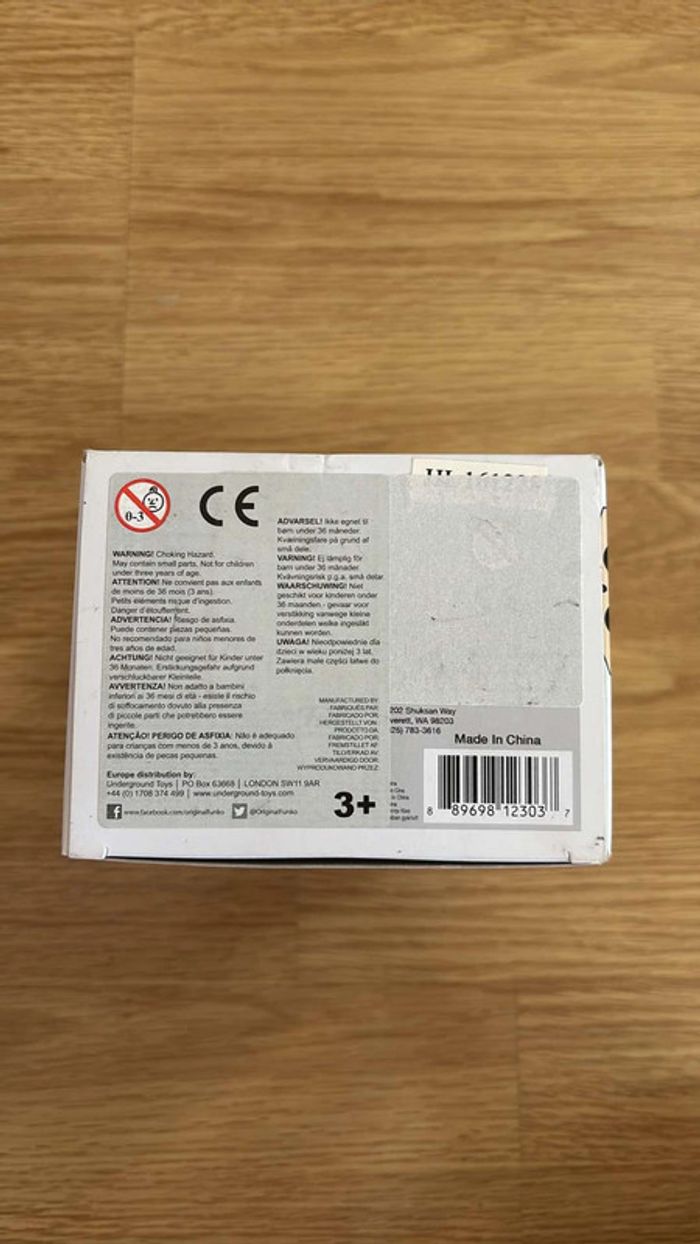 0-3
CE
WARNING! Choking Hazard.
May contain small parts. Not for children
under three years of age.
ATTENTION! Ne convient pas aux enfants
de moins de 36 mois (3 ans).
Petits éléments risque d'ingestion.
Danger d'étouffement.
ADVERTENCIA! Riesgo de asfixia.
Puede contener piezas pequeñas.
No recomendado para niños menores de
tres años de edad.
ACHTUNG! Nicht geeignet für Kinder unter
36 Monaten. Erstickungsgefahr aufgrund
verschluckbarer Kleinteile.
AVVERTENZA! Non adatto a bambini
inferiori ai 36 mesi di età - esiste il rischio
di soffocamento dovuto alla presenza
di piccole parti che potrebbero essere
ingerite.
ATENÇÃO! PERIGO DE ASFIXIA: Não è adequado
para crianças com menos de 3 anos, devido à
existência de pecas pequenas.
Europe distribution by:
Underground Toys | PO Box 63668 | LONDON SW11 9AR
+44 (0) 1708 374 499 | www.underground-toys.com
www.facebook.com/originalfunko @OriginalFunko
ADVARSEL! Ikke egnet til
børn under 36 måneder.
Kvælningsfare på grund af
små dele.
VARNING! Ej lämplig för
barn under 36 månader.
Kvävningsrisk p.g.a. små delar
WAARSCHUWING! Niet
geschikt voor kinderen onder
36 maanden - gevaar voor
verstikking vanwege kleine
onderdelen welke ingeslikt
kunnen worden.
UWAGA! Nieodpowiednie dla
dzieci w wieku poniżej 3 lat.
Zawiera małe części łatwe do
połknięcia.
MANUFACTURED BY:
FABRIQUÉS PAR:
FABRICADO POR:
HERGESTELLT VON:
PRODOTTO DA:
FABRICADO POR:
FREMSTILLET AF:
TILLVERKAD AV:
VERVAARDIGD DOOR:
WYPRODUKOWANO PRZEZ:
3+
202 Shuksan Way
verett, WA 98203
25) 783-3616
Made In China
8 89698 12303 7